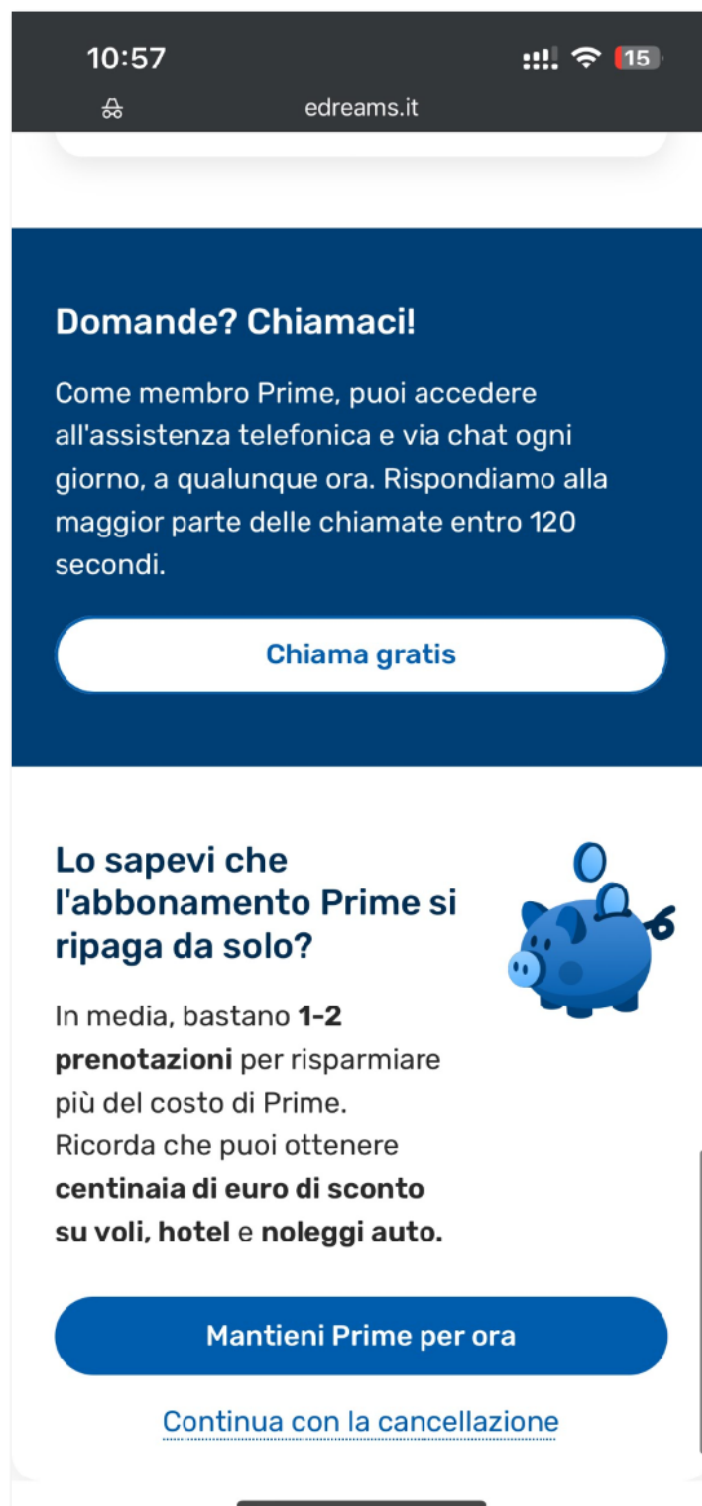 10:57
15
edreams.it
Domande? Chiamaci!
Come membro Prime, puoi accedere
all'assistenza telefonica e via chat ogni
giorno, a qualunque ora. Rispondiamo alla
maggior parte delle chiamate entro 120
secondi.
Chiama gratis
Lo sapevi che
l'abbonamento Prime si
ripaga da solo?
In media, bastano 1-2
prenotazioni per risparmiare
più del costo di Prime.
Ricorda che puoi ottenere
centinaia di euro di sconto
su voli, hotel e noleggi auto.
Mantieni Prime per ora
Continua con la cancellazione